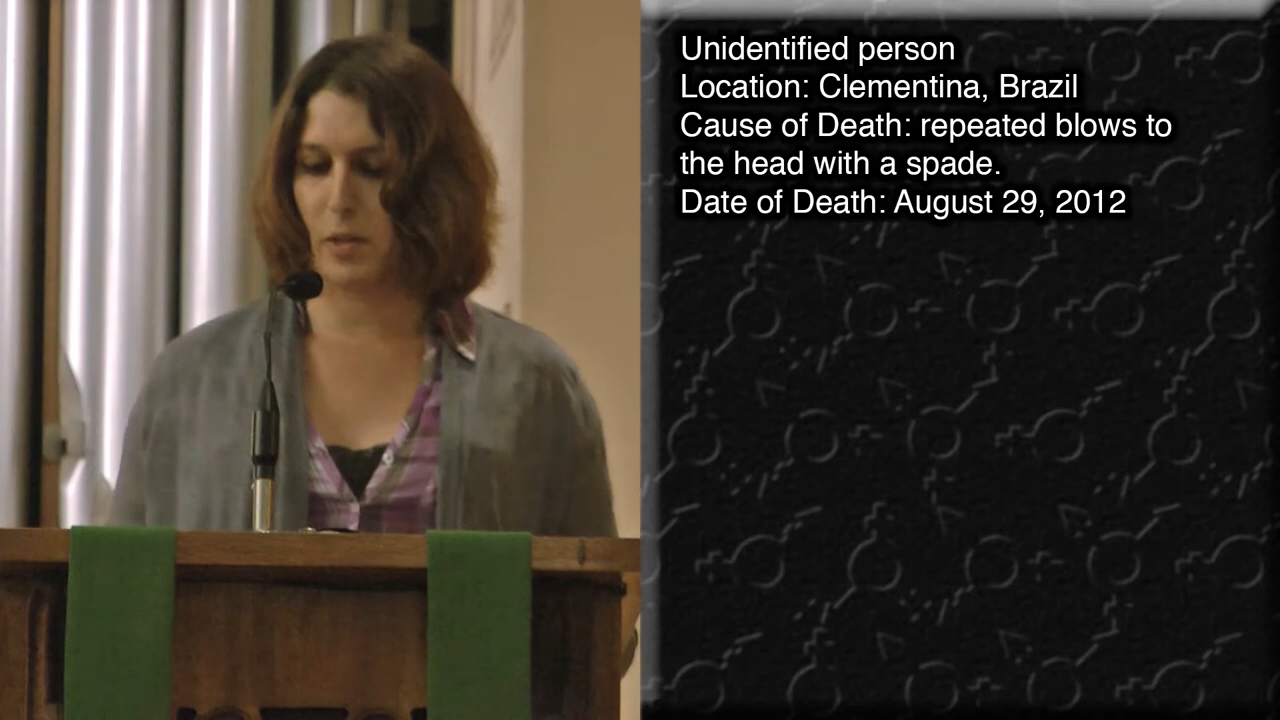 Unidentified person
Location: Clementina, Brazil
Cause of Death: repeated blows to
the head with a spade.
Date of Death: August 29, 2012